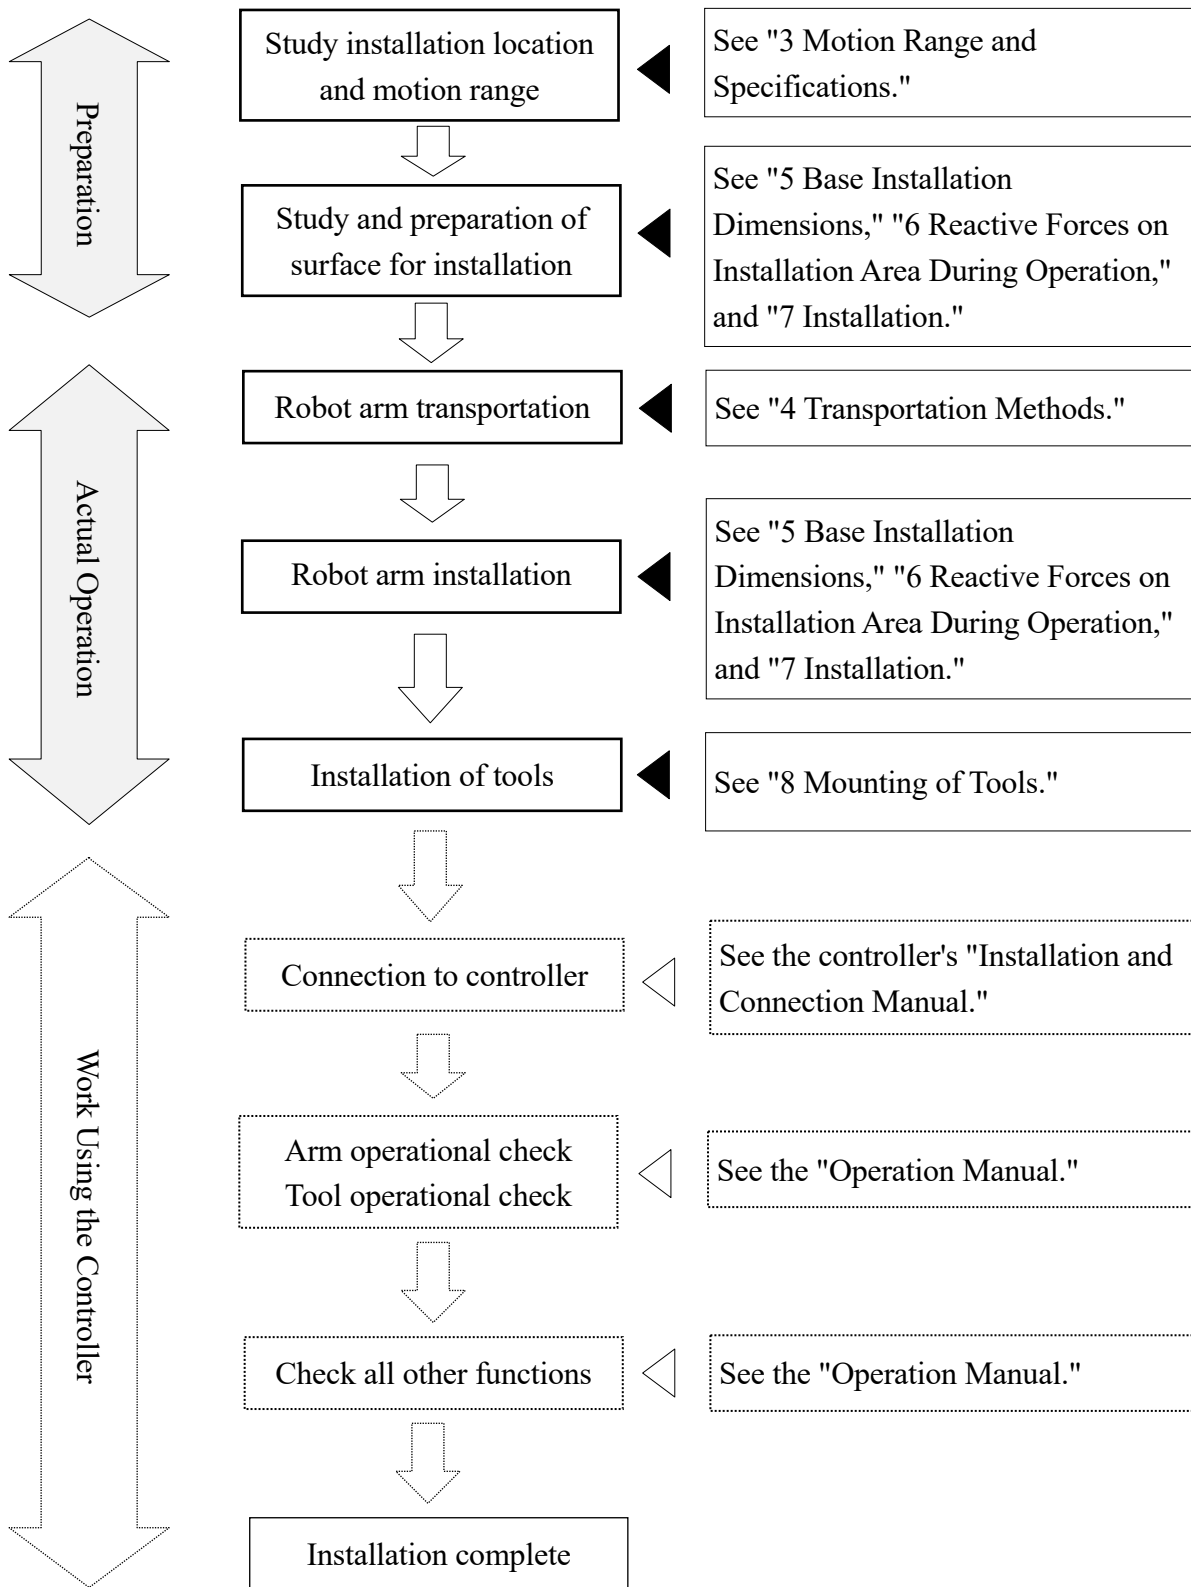 Preparation
Study installation location
and motion range
See "3 Motion Range and
Specifications."
Study and preparation of
surface for installation
See "5 Base Installation
Dimensions," "6 Reactive Forces on
Installation Area During Operation,"
and "7 Installation."
Actual Operation
Robot arm transportation
See "4 Transportation Methods."
Robot arm installation
See "5 Base Installation
Dimensions," "6 Reactive Forces on
Installation Area During Operation,"
and "7 Installation."
Installation of tools
See "8 Mounting of Tools."
Work Using the Controller
Connection to controller
See the controller's "Installation and
Connection Manual."
Arm operational check
Tool operational check
See the "Operation Manual."
Check all other functions
See the "Operation Manual."
Installation complete